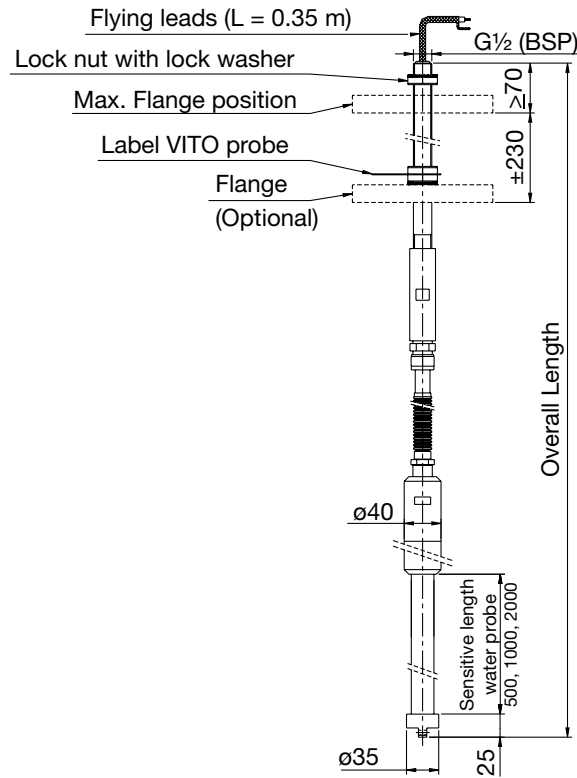 Flying leads (L = 0.35 m)
G½ (BSP)
Lock nut with lock washer
≥70
Max. Flange position
±230
Label VITO probe
Flange
(Optional)
Overall Length
ø40
Sensitive length
water probe
500, 1000, 2000
ø35
25